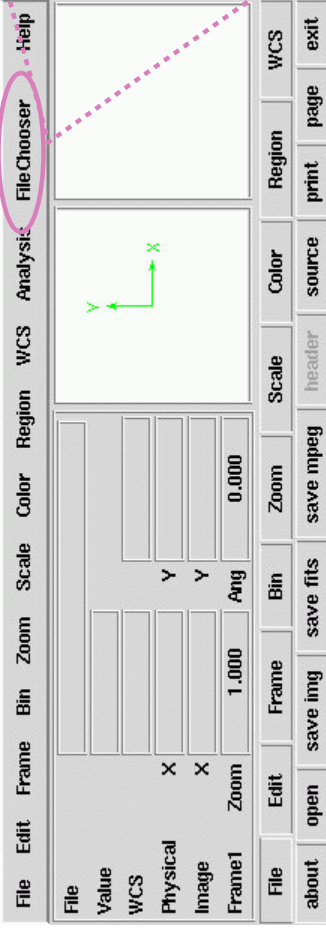 File Edit Frame Bin Zoom Scale Color Region WCS Analysis FileChooser Help
File
Value
WCS
Physical X Y
Image X Y
Frame1 Zoom 1.000 Ang 0.000
Y
X
File Edit Frame Bin Zoom Scale Color Region WCS
about open save img save fits save mpeg header source print page exit